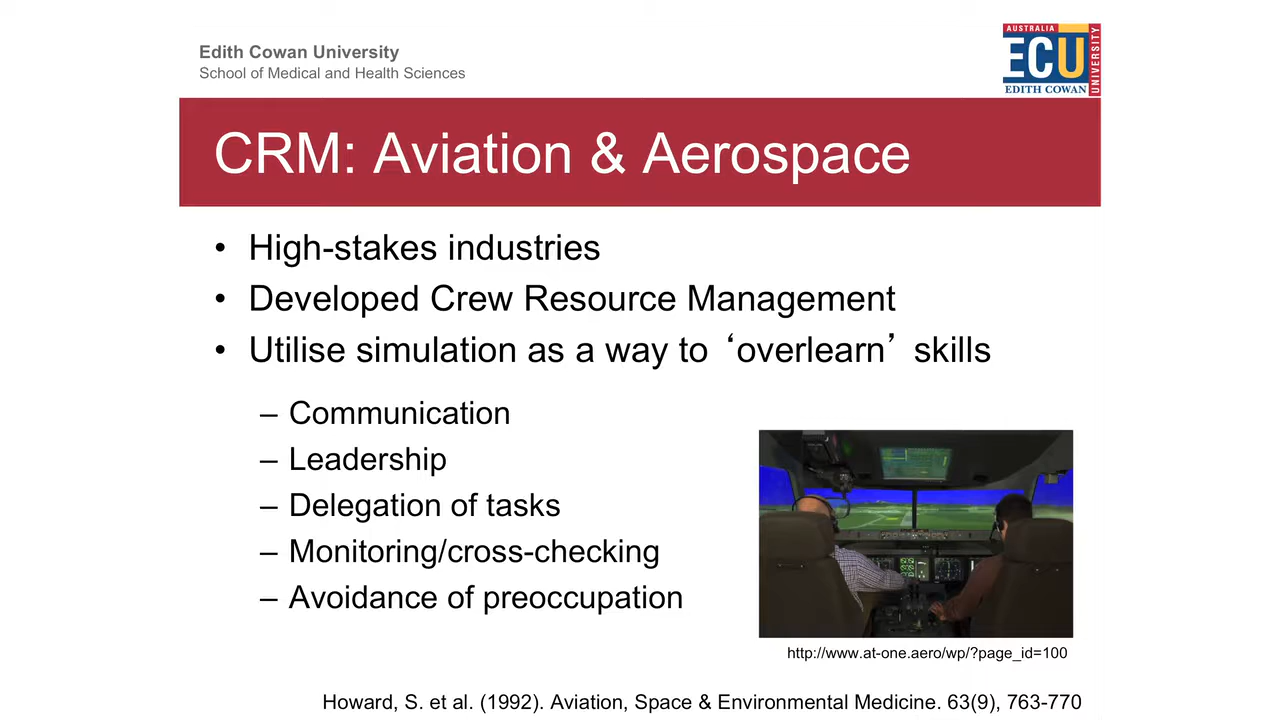 Edith Cowan University
School of Medical and Health Sciences
AUSTRALIA
ECU
EDITH COWAN
UNIVERSITY
CRM: Aviation & Aerospace
• High-stakes industries
• Developed Crew Resource Management
• Utilise simulation as a way to ‘overlearn’ skills
– Communication
– Leadership
– Delegation of tasks
– Monitoring/cross-checking
– Avoidance of preoccupation
http://www.at-one.aero/wp/?page_id=100
Howard, S. et al. (1992). Aviation, Space & Environmental Medicine. 63(9), 763-770